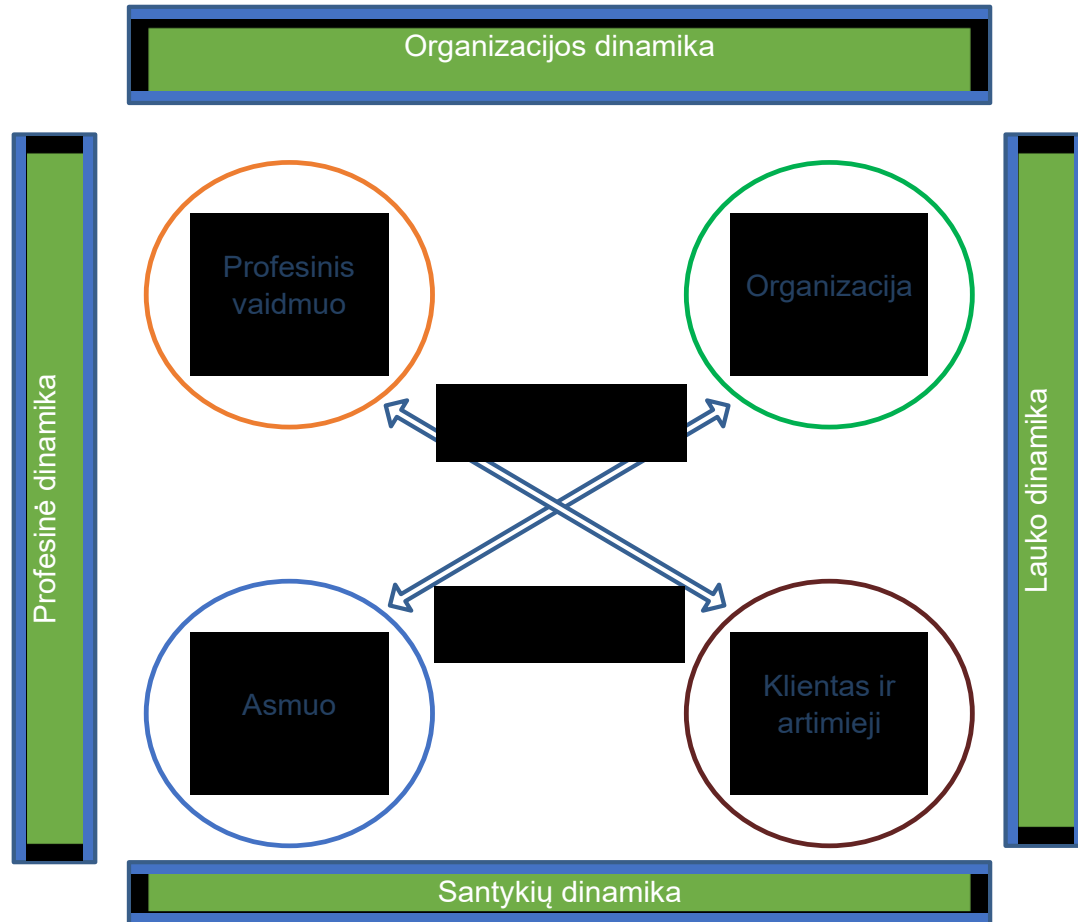 Organizacijos dinamika
Profesinis
vaidmuo
Organizacija
Profesinė dinamika
Lauko dinamika
Asmuo
Klientas ir
artimieji
Santykių dinamika